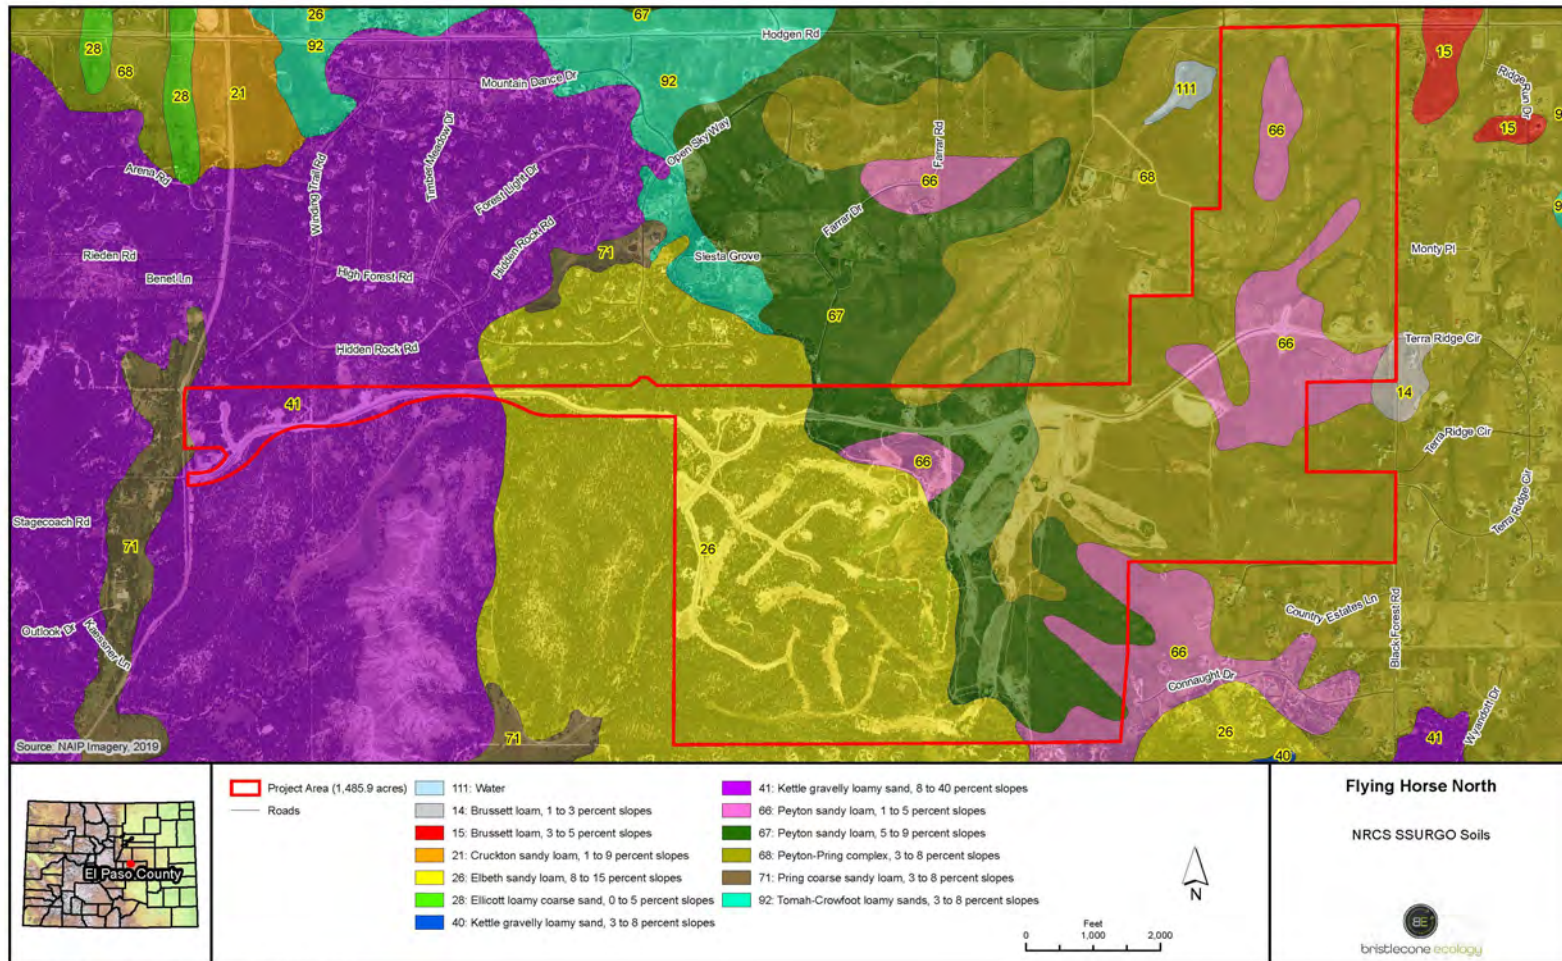 26
67
28
92
Hodgen Rd
68
21
28
Mountain Dance Dr
92
111
15
Ridge Run Dr
9
15
66
Timber Meadow Dr
Open Sky Way
Farrar Rd
Arena Rd
Winding Trail Rd
Forest Light Dr
66
68
9
Farrar Dr
Hidden Rock Rd
71
Siesta Grove
Monty Pl
Rieden Rd
Benet Ln
High Forest Rd
67
Hidden Rock Rd
66
Terra Ridge Cir
41
14
Terra Ridge Cir
66
Terra Ridge Cir
Stagecoach Rd
71
26
Outlook Dr
Country Estates Ln
Black Forest Rd
66
Connaught Dr
Wyandott Dr
71
26
41
40
Source: NAIP Imagery, 2019
El Paso County
Project Area (1,485.9 acres)
Roads
111: Water
14: Brussett loam, 1 to 3 percent slopes
15: Brussett loam, 3 to 5 percent slopes
21: Cruckton sandy loam, 1 to 9 percent slopes
26: Elbeth sandy loam, 8 to 15 percent slopes
28: Ellicott loamy coarse sand, 0 to 5 percent slopes
40: Kettle gravelly loamy sand, 3 to 8 percent slopes
41: Kettle gravelly loamy sand, 8 to 40 percent slopes
66: Peyton sandy loam, 1 to 5 percent slopes
67: Peyton sandy loam, 5 to 9 percent slopes
68: Peyton-Pring complex, 3 to 8 percent slopes
71: Pring coarse sandy loam, 3 to 8 percent slopes
92: Tomah-Crowfoot loamy sands, 3 to 8 percent slopes
N
Feet
0 1,000 2,000
Flying Horse North
NRCS SSURGO Soils
BE
bristlecone ecology